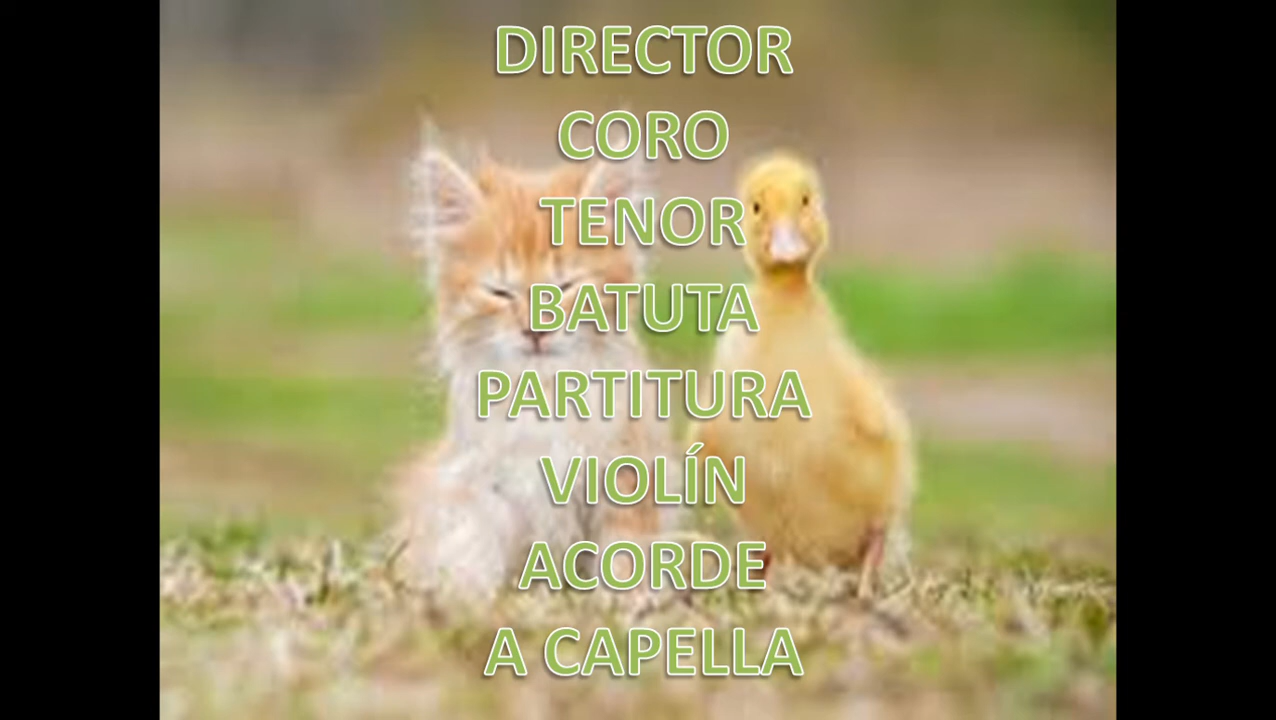 DIRECTOR
CORO
TENOR
BATUTA
PARTITURA
VIOLÍN
ACORDE
A CAPELLA